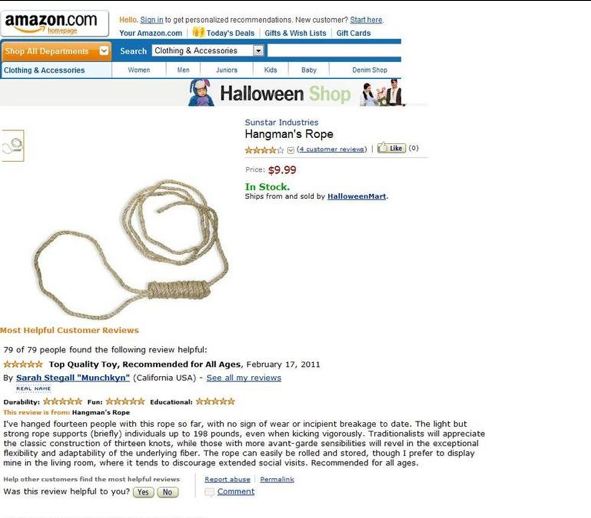 amazon.com
homepage
Hello. Sign in to get personalized recommendations. New customer? Start here.
Your Amazon.com Today's Deals Gifts & Wish Lists Gift Cards
Shop All Departments Search Clothing & Accessories
Clothing & Accessories Women Men Juniors Kids Baby Denim Shop
Halloween Shop
Sunstar Industries
Hangman's Rope
(4 customer reviews) | Like (0)
Price: $9.99
In Stock.
Ships from and sold by HalloweenMart.
Most Helpful Customer Reviews
79 of 79 people found the following review helpful:
Top Quality Toy, Recommended for All Ages, February 17, 2011
By Sarah Stegall "Munchkyn" (California USA) - See all my reviews
REAL NAME
Durability: Fun: Educational:
This review is from: Hangman's Rope
I've hanged fourteen people with this rope so far, with no sign of wear or incipient breakage to date. The light but
strong rope supports (briefly) individuals up to 198 pounds, even when kicking vigorously. Traditionalists will appreciate
the classic construction of thirteen knots, while those with more avant-garde sensibilities will revel in the exceptional
flexibility and adaptability of the underlying fiber. The rope can be easily rolled and stored, though I prefer to display
mine in the living room, where it tends to discourage extended social visits. Recommended for all ages.
Help other customers find the most helpful reviews Report abuse | Permalink
Was this review helpful to you? Yes No Comment